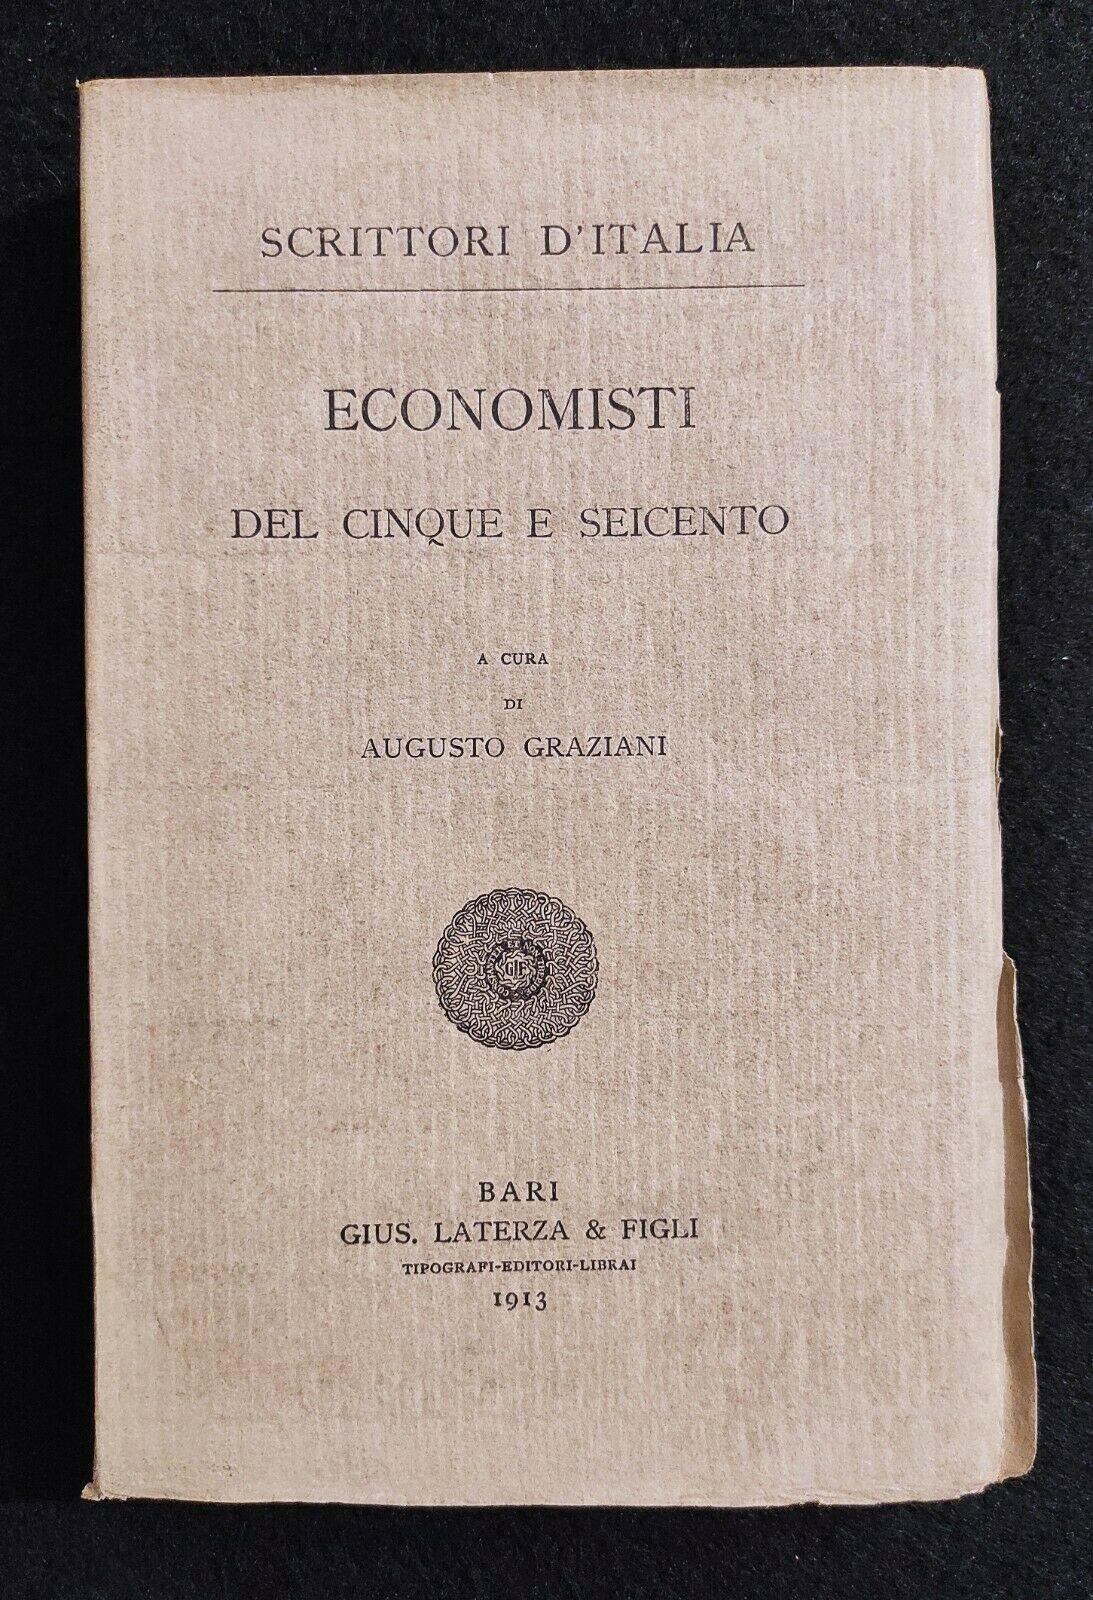 SCRITTORI D'ITALIA
ECONOMISTI
DEL CINQUE E SEICENTO
A CURA
DI
AUGUSTO GRAZIANI
BARI
GIUS. LATERZA & FIGLI
TIPOGRAFI-EDITORI-LIBRAI
1913